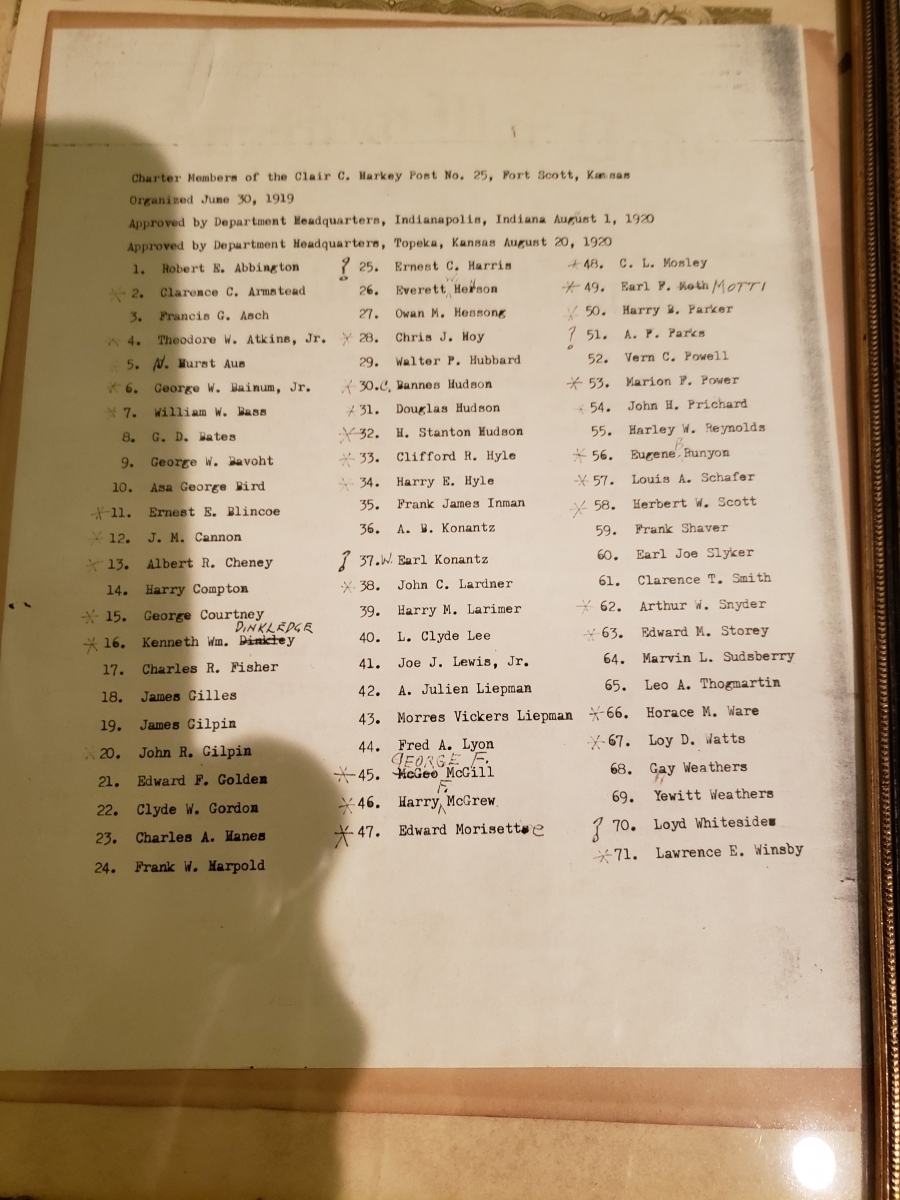 Charter Members of the Clair C. Harkey Post No. 25, Fort Scott, Kansas
Organized June 30, 1919
Approved by Department Headquarters, Indianapolis, Indiana August 1, 1920
Approved by Department Headquarters, Topeka, Kansas August 20, 1920
1. Robert E. Abbington
* 2. Clarence C. Armstead
3. Francis G. Asch
* 4. Theodore W. Atkins, Jr.
* 5. N. Hurst Aus
* 6. George W. Bainum, Jr.
* 7. William W. Bass
8. G. D. Bates
9. George W. Bavoht
10. Asa George Bird
* 11. Ernest E. Blincoe
* 12. J. M. Cannon
* 13. Albert R. Cheney
14. Harry Compton
* 15. George Courtney
DINKLEDGE
* 16. Kenneth Wm. Dinkley
17. Charles R. Fisher
18. James Gilles
19. James Gilpin
* 20. John R. Gilpin
21. Edward F. Golden
22. Clyde W. Gordon
23. Charles A. Hanes
24. Frank W. Harpold
? 25. Ernest C. Harris
26. Everett Herson
27. Owan M. Hessong
* 28. Chris J. Hoy
29. Walter P. Hubbard
* 30. C. Dannes Hudson
* 31. Douglas Hudson
* 32. H. Stanton Hudson
* 33. Clifford R. Hyle
* 34. Harry E. Hyle
35. Frank James Inman
36. A. B. Konantz
? 37. W. Earl Konantz
* 38. John C. Lardner
39. Harry M. Larimer
40. L. Clyde Lee
41. Joe J. Lewis, Jr.
42. A. Julien Liepman
43. Morres Vickers Liepman
44. Fred A. Lyon
GEORGE F.
* 45. McGeo McGill
F.
* 46. Harry McGrew
* 47. Edward Morisette
* 48. C. L. Mosley
* 49. Earl F. Moth MOTTI
* 50. Harry B. Parker
? 51. A. F. Parks
52. Vern C. Powell
* 53. Marion F. Power
* 54. John H. Prichard
55. Harley W. Reynolds
B
* 56. Eugene Runyon
* 57. Louis A. Schafer
* 58. Herbert W. Scott
59. Frank Shaver
60. Earl Joe Slyker
61. Clarence T. Smith
* 62. Arthur W. Snyder
* 63. Edward M. Storey
64. Marvin L. Sudsberry
65. Leo A. Thogmartin
* 66. Horace M. Ware
* 67. Loy D. Watts
68. Gay Weathers
69. Yewitt Weathers
? 70. Loyd Whitesides
* 71. Lawrence E. Winsby